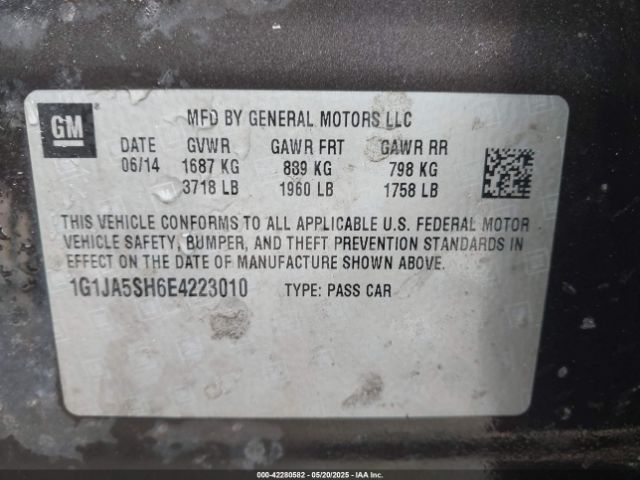 GM
MFD BY GENERAL MOTORS LLC
DATE GVWR GAWR FRT GAWR RR
06/14 1687 KG 889 KG 798 KG
3718 LB 1960 LB 1758 LB
THIS VEHICLE CONFORMS TO ALL APPLICABLE U.S. FEDERAL MOTOR
VEHICLE SAFETY, BUMPER, AND THEFT PREVENTION STANDARDS IN
EFFECT ON THE DATE OF MANUFACTURE SHOWN ABOVE.
1G1JA5SH6E4223010 TYPE: PASS CAR
000-42280582 - 05/20/2025 - IAA Inc.